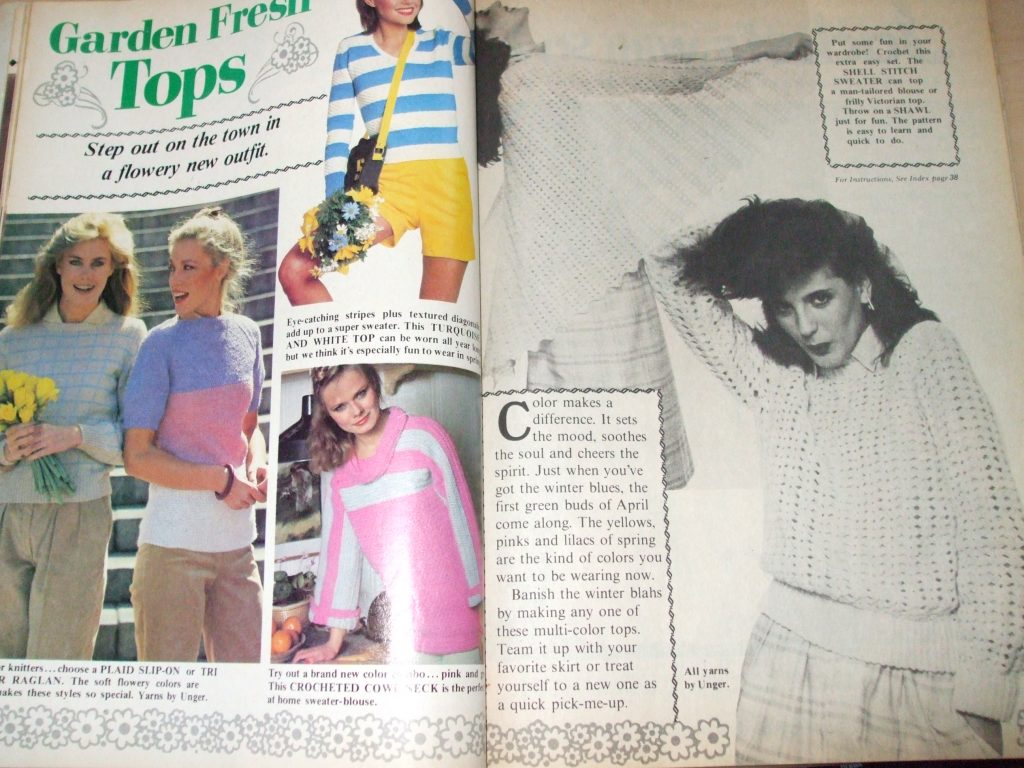 Garden Fresh
Tops
Step out on the town in
a flowery new outfit.
Eye-catching stripes plus textured
add up to a super sweater. This
AND WHITE TOP can be worn all year
but we think it's especially fun to wear in
knitters...choose a PLAID SLIP-ON or TRI
RAGLAN. The soft flowery colors are
these styles so special. Yarns by Unger.
Try out a brand new color ...pink and
This CROCHETED is the
at home sweater-blouse.
Put some fun in your
wardrobe! Crochet this
extra easy set. The
SHELL STITCH
SWEATER can top
a man-tailored blouse or
frilly Victorian top.
Throw on a SHAWL
just for fun. The pattern
is easy to learn and
quick to do.
For Instructions, See Index page 38
Color makes a
difference. It sets
the mood, soothes
the soul and cheers the
spirit. Just when you've
got the winter blues, the
first green buds of April
come along. The yellows,
pinks and lilacs of spring
are the kind of colors you
want to be wearing now.
Banish the winter blahs
by making any one of
these multi-color tops.
Team it up with your
favorite skirt or treat
yourself to a new one as
a quick pick-me-up.
All yarns
by Unger.